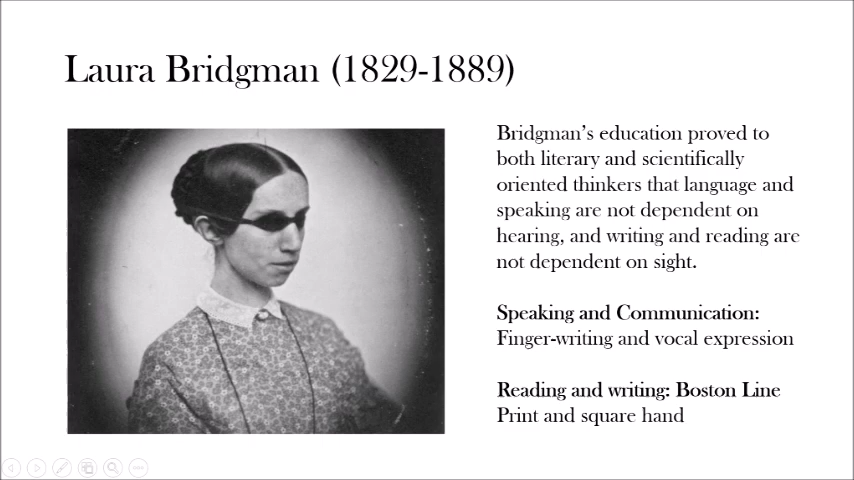 Laura Bridgman (1829-1889)
Bridgman’s education proved to
both literary and scientifically
oriented thinkers that language and
speaking are not dependent on
hearing, and writing and reading are
not dependent on sight.
Speaking and Communication:
Finger-writing and vocal expression
Reading and writing: Boston Line
Print and square hand